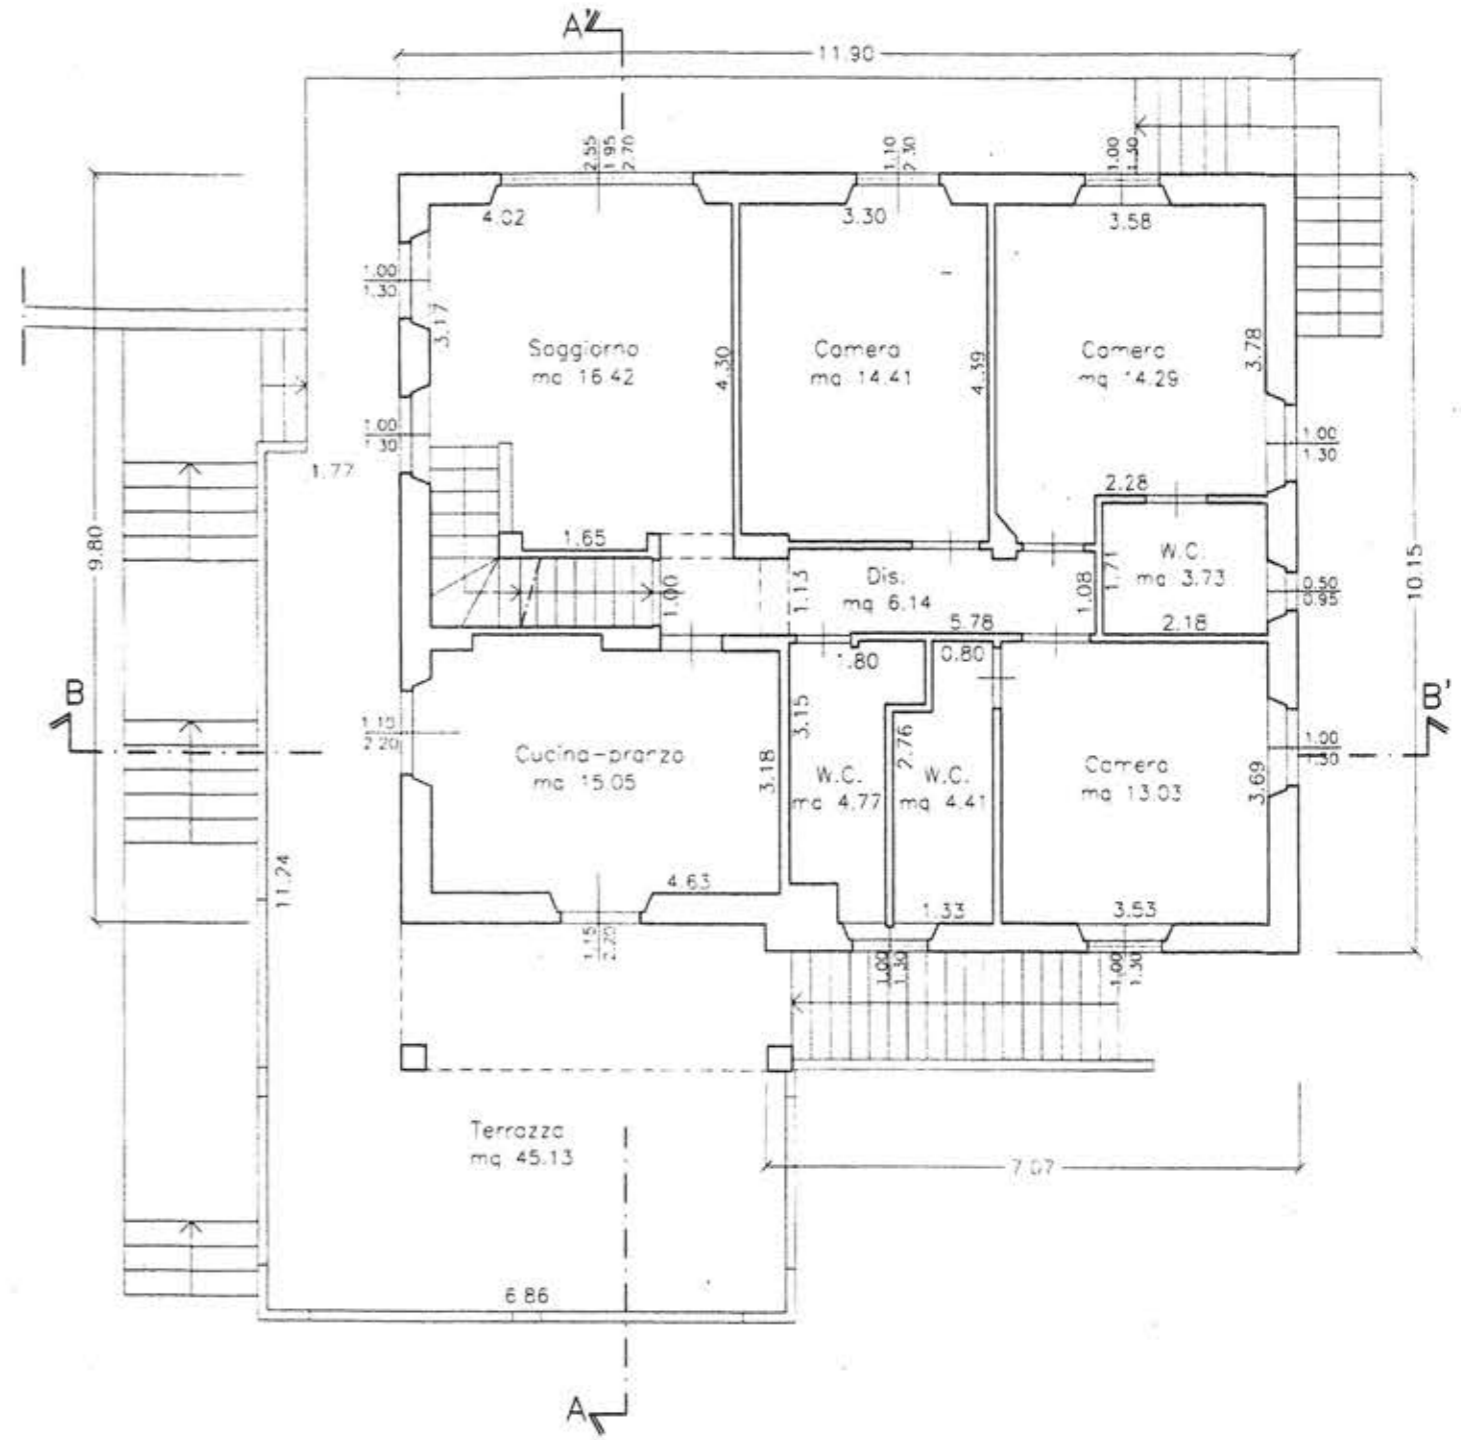 A'
11.90
2.55
1.95
2.70
1.10
2.30
1.00
1.30
4.02
3.30
3.58
1.00
1.30
3.17
Soggiorno
mq 16.42
4.30
Camera
mq 14.41
4.39
Camera
mq 14.29
3.78
1.00
1.30
1.00
1.30
1.77
2.28
9.80
1.65
1.00
1.13
Dis.
mq 6.14
5.78
1.08
1.71
W.C.
mq 3.73
2.18
0.50
0.95
10.15
1.80
0.80
B
B'
1.15
2.20
Cucina-pranzo
mq 15.05
3.18
3.15
W.C.
mq 4.77
2.76
W.C.
mq 4.41
Camera
mq 13.03
3.69
1.00
1.30
11.24
4.63
1.33
3.53
1.15
2.20
1.00
1.30
1.00
1.30
Terrazza
mq 45.13
7.07
6.86
A